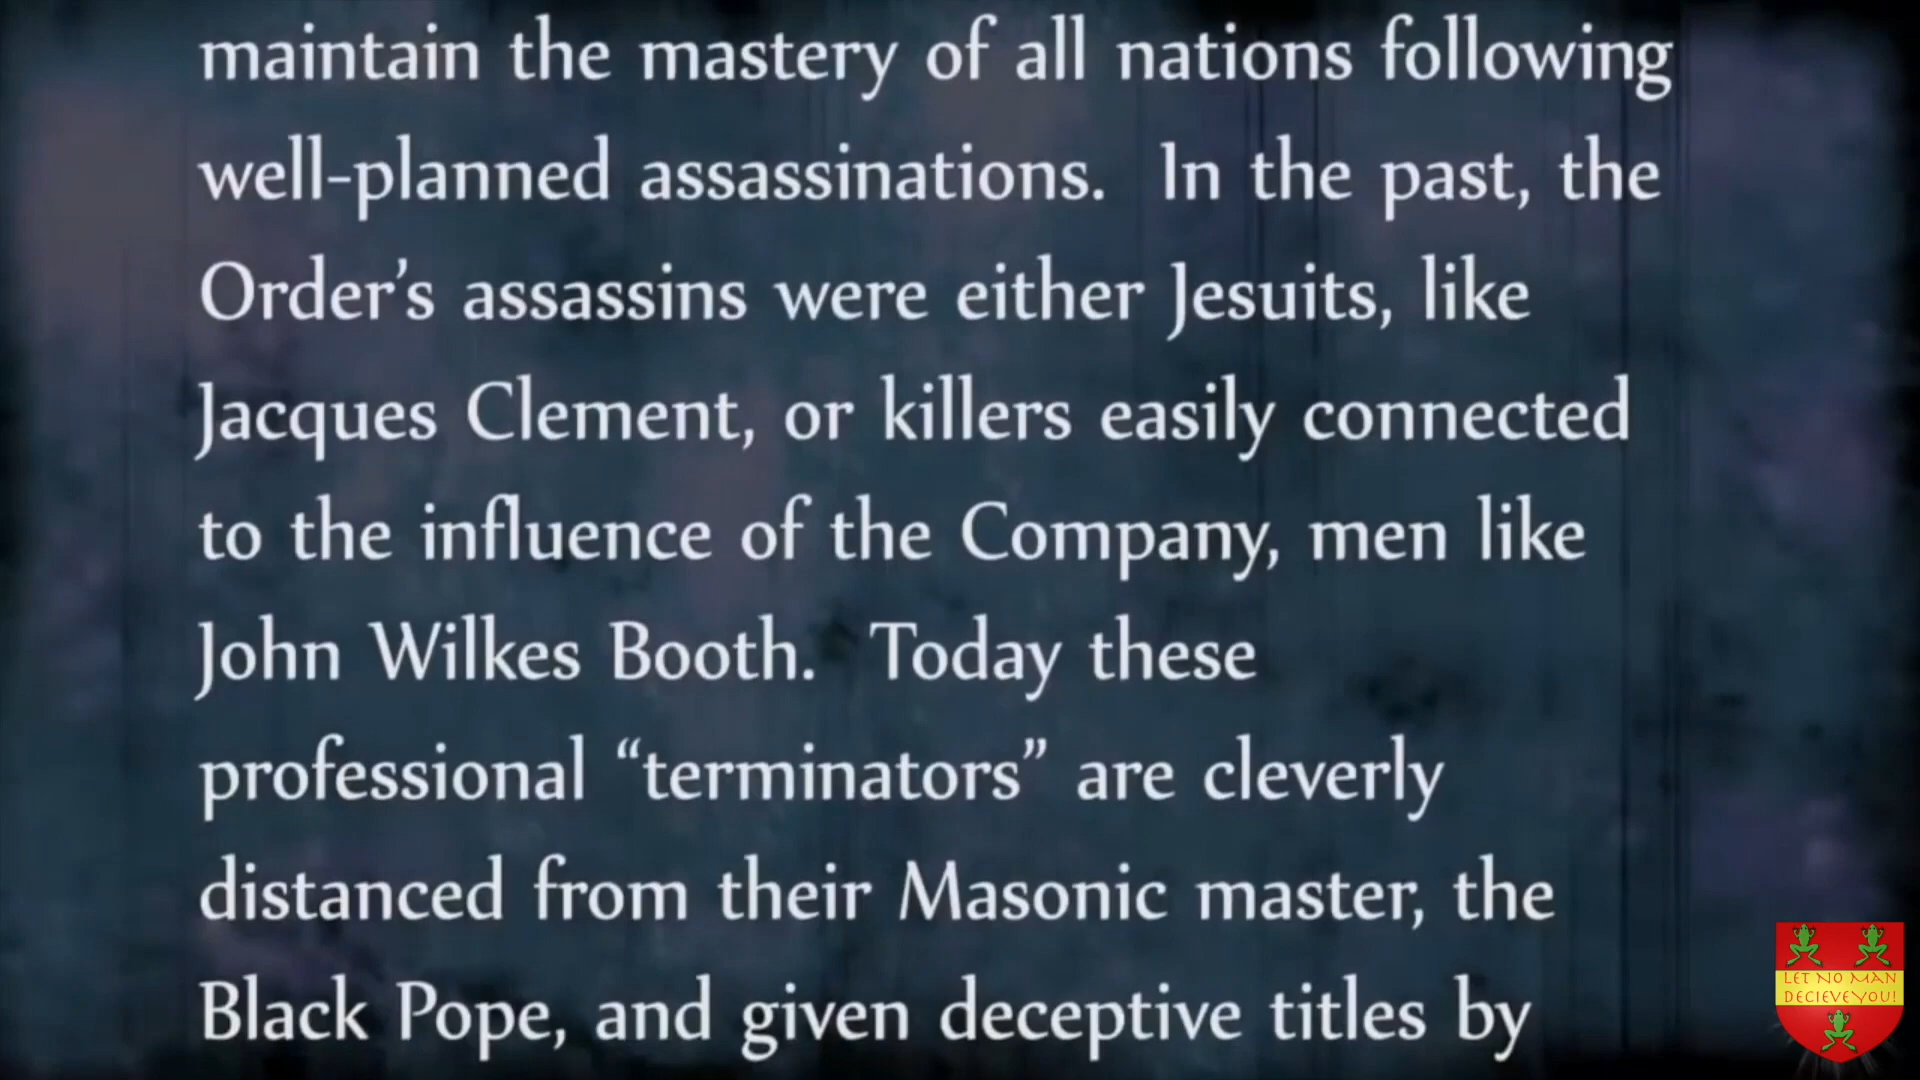 maintain the mastery of all nations following
well-planned assassinations.  In the past, the
Order’s assassins were either Jesuits, like
Jacques Clement, or killers easily connected
to the influence of the Company, men like
John Wilkes Booth.  Today these
professional “terminators” are cleverly
distanced from their Masonic master, the
Black Pope, and given deceptive titles by
LET NO MAN
DECIEVE YOU!